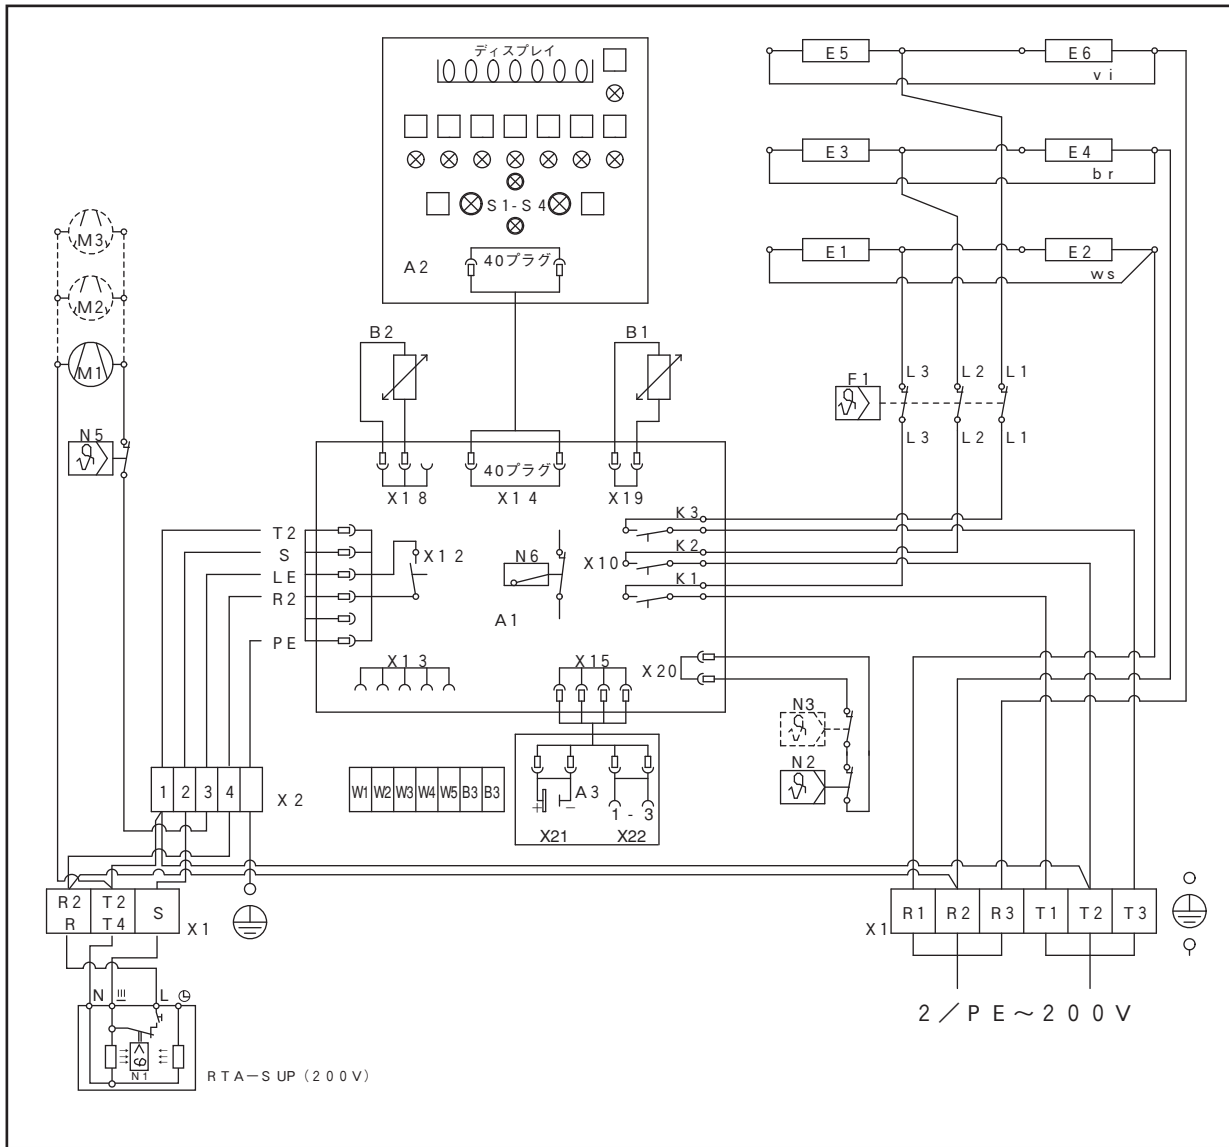 ディスプレイ
S1-S4
A2
40プラグ
E5
E6
vi
E3
E4
br
E1
E2
ws
M3
M2
M1
N5
B2
B1
F1
L3 L2 L1
L3 L2 L1
40プラグ
X18
X14
X19
T2
S
LE
R2
PE
X12
N6
A1
X10
K3
K2
K1
X13
X15
X20
N3
N2
1 2 3 4
X2
W1 W2 W3 W4 W5 B3 B3
A3
+ -
1-3
X21
X22
R2 T2 S
R T4
X1
X1
R1 R2 R3 T1 T2 T3
N L
N1
RTA-SUP(200V)
2/PE～200V